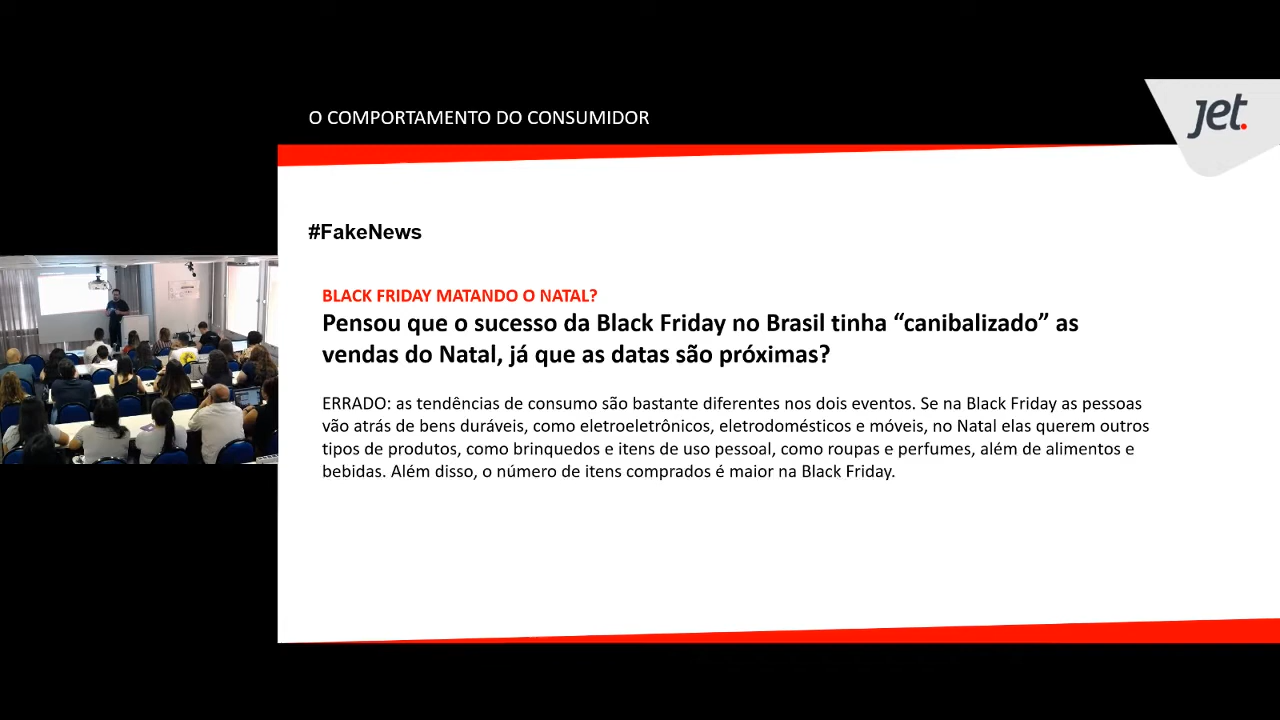 O COMPORTAMENTO DO CONSUMIDOR
jet.
#FakeNews
BLACK FRIDAY MATANDO O NATAL?
Pensou que o sucesso da Black Friday no Brasil tinha “canibalizado” as
vendas do Natal, já que as datas são próximas?
ERRADO: as tendências de consumo são bastante diferentes nos dois eventos. Se na Black Friday as pessoas
vão atrás de bens duráveis, como eletroeletrônicos, eletrodomésticos e móveis, no Natal elas querem outros
tipos de produtos, como brinquedos e itens de uso pessoal, como roupas e perfumes, além de alimentos e
bebidas. Além disso, o número de itens comprados é maior na Black Friday.